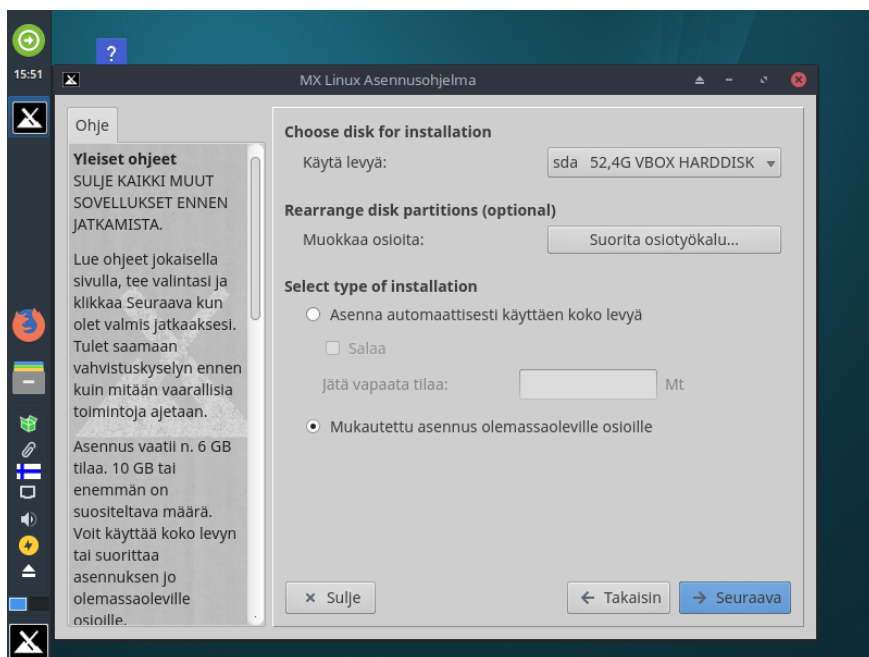 ?
15:51
MX Linux Asennusohjelma
Ohje
Yleiset ohjeet
SULJE KAIKKI MUUT
SOVELLUKSET ENNEN
JATKAMISTA.
Lue ohjeet jokaisella
sivulla, tee valintasi ja
klikkaa Seuraava kun
olet valmis jatkaaksesi.
Tulet saamaan
vahvistuskyselyn ennen
kuin mitään vaarallisia
toimintoja ajetaan.
Asennus vaatii n. 6 GB
tilaa. 10 GB tai
enemmän on
suositeltava määrä.
Voit käyttää koko levyn
tai suorittaa
asennuksen jo
olemassaoleville
osioille.
Choose disk for installation
Käytä levyä:
sda 52,4G VBOX HARDDISK
Rearrange disk partitions (optional)
Muokkaa osioita:
Suorita osiotyökalu...
Select type of installation
Asenna automaattisesti käyttäen koko levyä
Salaa
Jätä vapaata tilaa:
Mt
Mukautettu asennus olemassaoleville osioille
Sulje
Takaisin
Seuraava